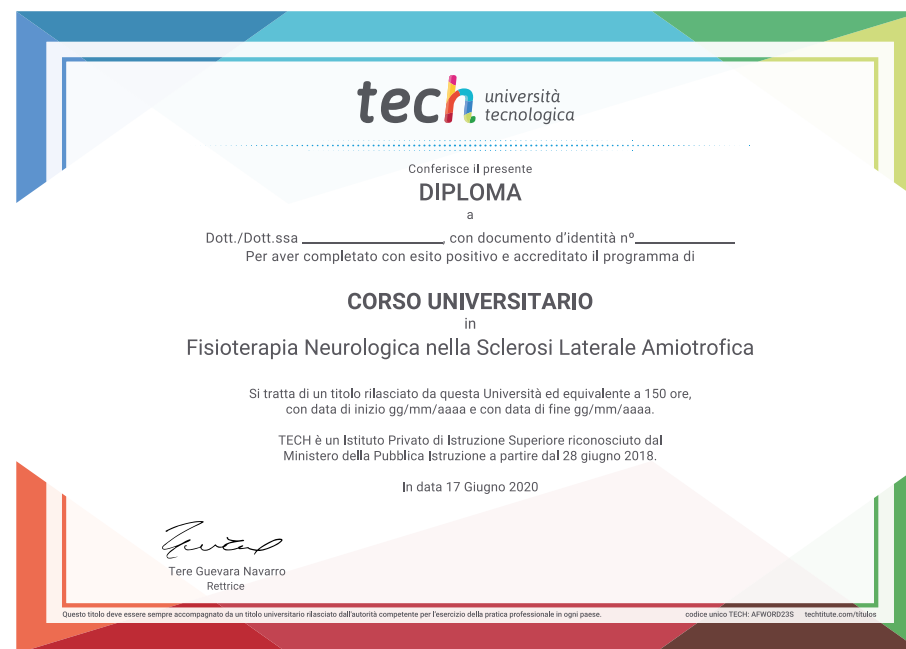 tech università
tecnologica
Conferisce il presente
DIPLOMA
a
Dott./Dott.ssa ____________________, con documento d'identità nº______________
Per aver completato con esito positivo e accreditato il programma di
CORSO UNIVERSITARIO
in
Fisioterapia Neurologica nella Sclerosi Laterale Amiotrofica
Si tratta di un titolo rilasciato da questa Università ed equivalente a 150 ore,
con data di inizio gg/mm/aaaa e con data di fine gg/mm/aaaa.
TECH è un Istituto Privato di Istruzione Superiore riconosciuto dal
Ministero della Pubblica Istruzione a partire dal 28 giugno 2018.
In data 17 Giugno 2020
Tere Guevara Navarro
Rettrice
Questo titolo deve essere sempre accompagnato da un titolo universitario rilasciato dall'autorità competente per l'esercizio della pratica professionale in ogni paese. codice unico TECH: AFWORD23S techtitute.com/titulos